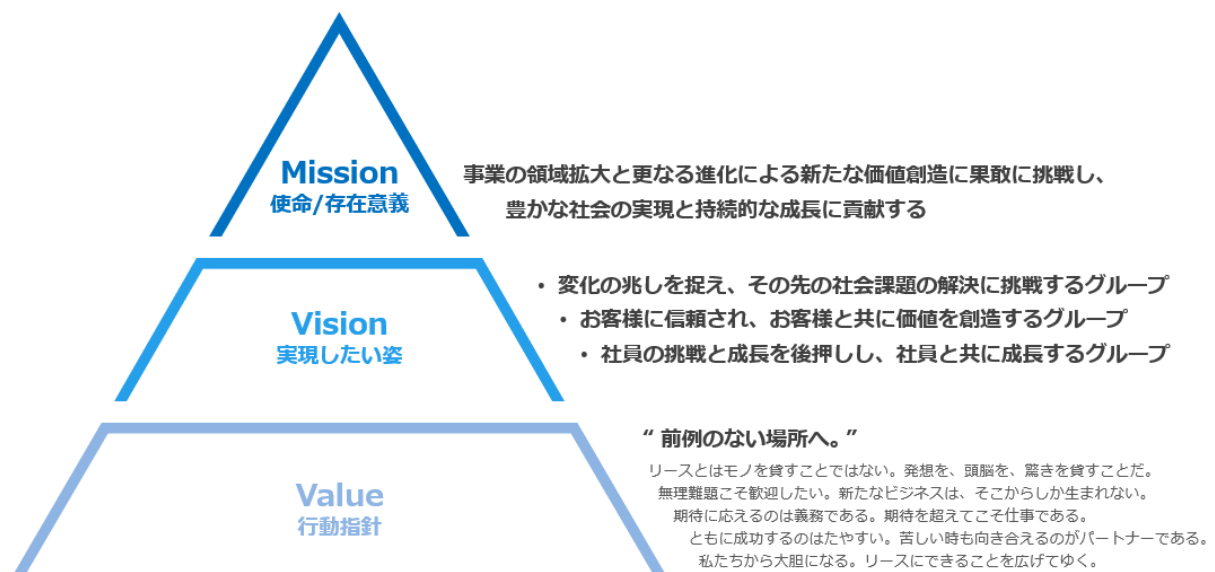 Mission
使命/存在意義
事業の領域拡大と更なる進化による新たな価値創造に果敢に挑戦し、
豊かな社会の実現と持続的な成長に貢献する
Vision
実現したい姿
• 変化の兆しを捉え、その先の社会課題の解決に挑戦するグループ
• お客様に信頼され、お客様と共に価値を創造するグループ
• 社員の挑戦と成長を後押しし、社員と共に成長するグループ
Value
行動指針
“ 前例のない場所へ。”
リースとはモノを貸すことではない。発想を、頭脳を、驚きを貸すことだ。
無理難題こそ歓迎したい。新たなビジネスは、そこからしか生まれない。
期待に応えるのは義務である。期待を超えてこそ仕事である。
ともに成功するのはたやすい。苦しい時も向き合えるのがパートナーである。
私たちから大胆になる。リースにできることを広げてゆく。